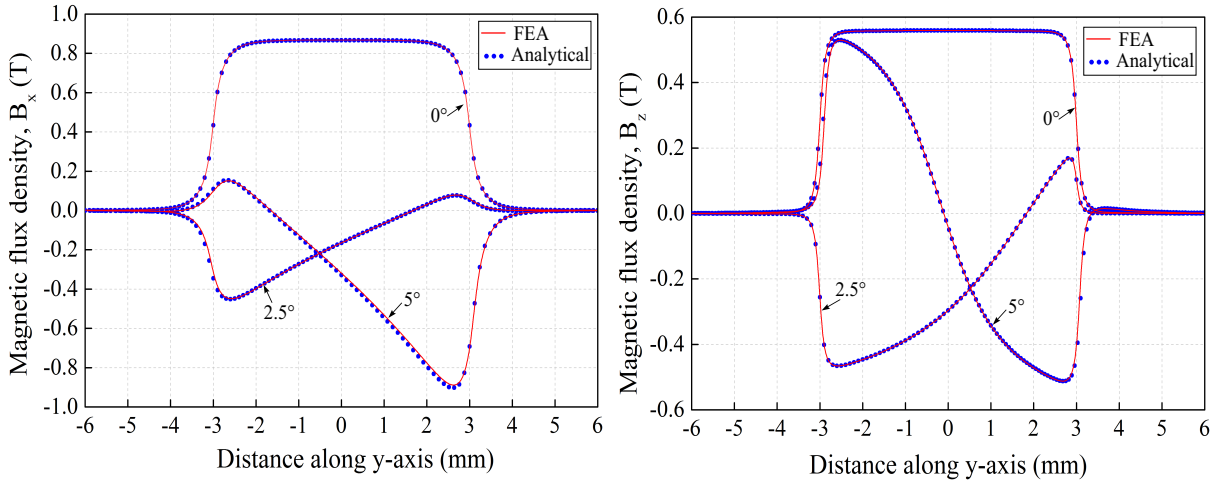 1.0
0.8
0.6
0.4
0.2
0.0
-0.2
-0.4
-0.6
-0.8
-1.0
Magnetic flux density, B_x (T)
FEA
Analytical
0°
2.5°
5°
-6 -5 -4 -3 -2 -1 0 1 2 3 4 5 6
Distance along y-axis (mm)
0.6
0.4
0.2
0.0
-0.2
-0.4
-0.6
Magnetic flux density, B_z (T)
FEA
Analytical
0°
2.5°
5°
-6 -5 -4 -3 -2 -1 0 1 2 3 4 5 6
Distance along y-axis (mm)